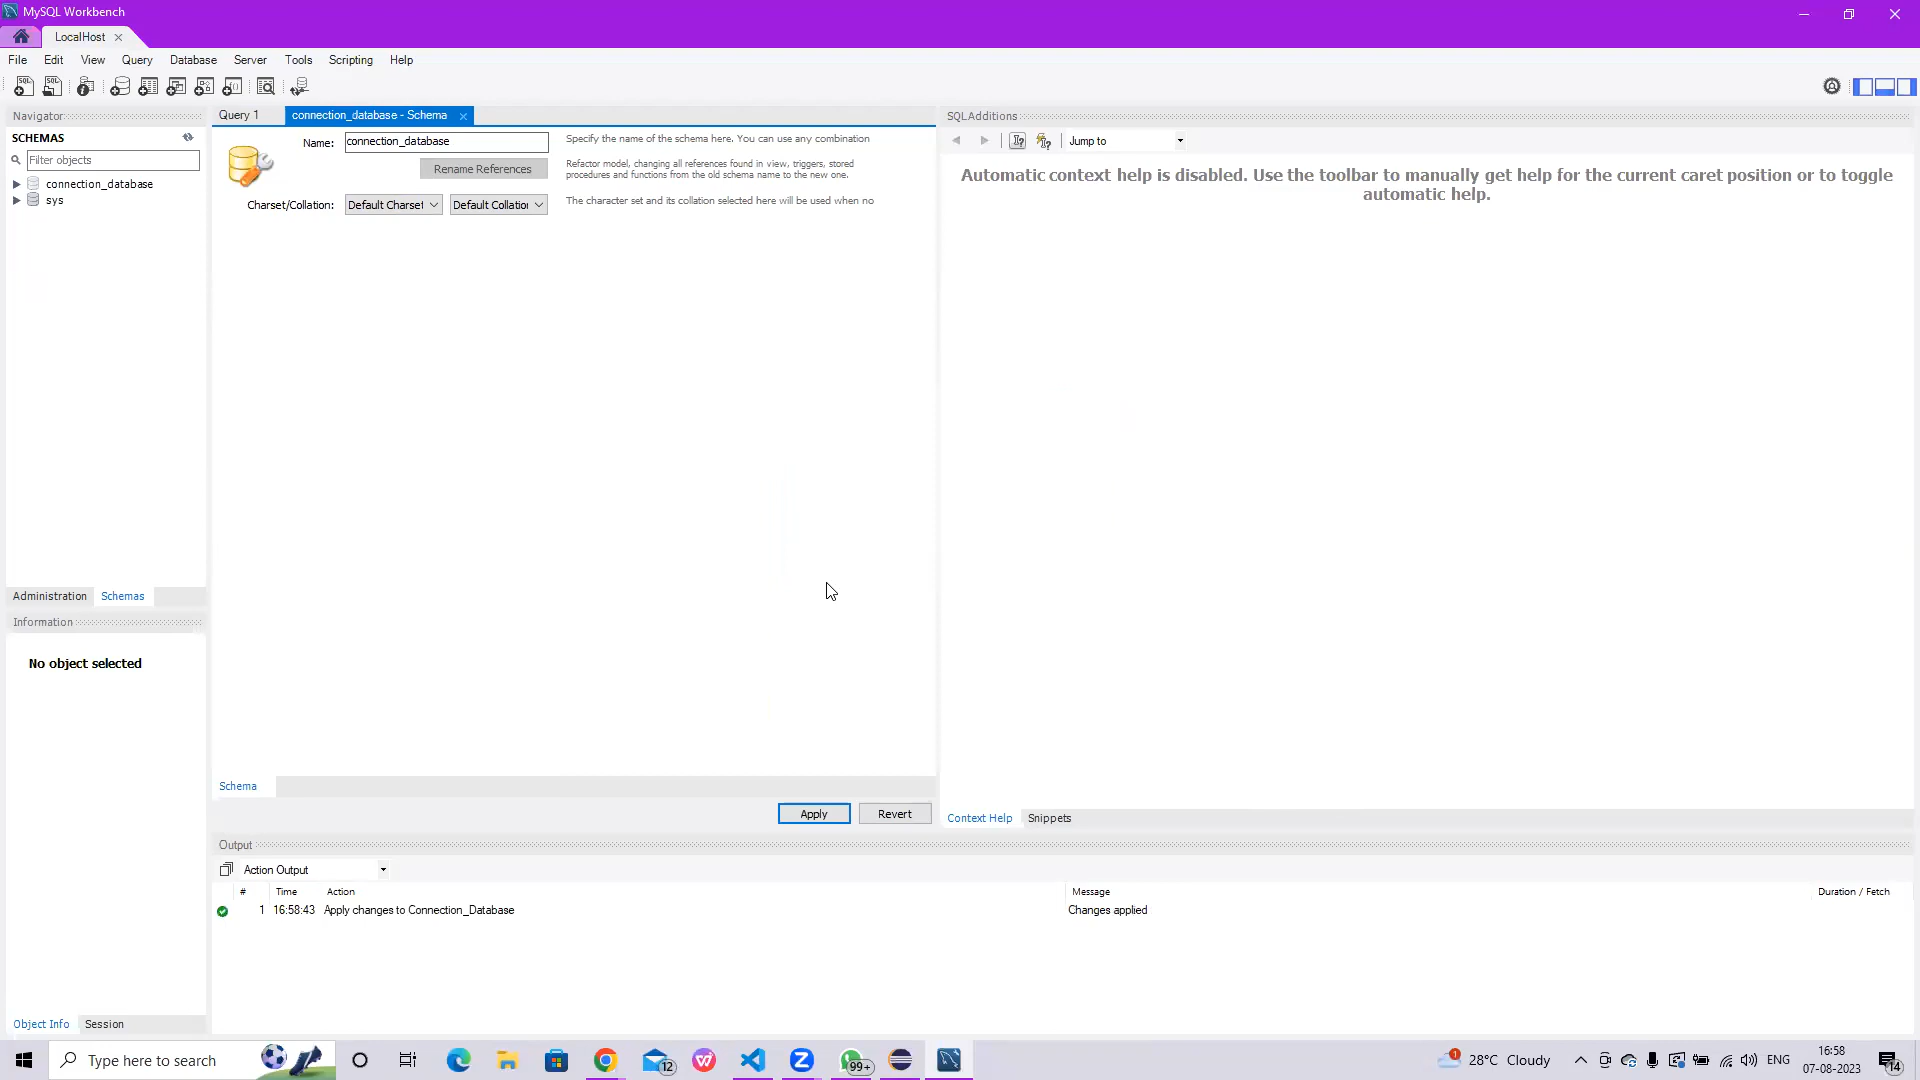 MySQL Workbench
LocalHost
File Edit View Query Database Server Tools Scripting Help
Navigator
SCHEMAS
Filter objects
connection_database
sys
Administration Schemas
Information
No object selected
Object Info Session
Query 1 connection_database - Schema
Name: connection_database
Specify the name of the schema here. You can use any combination
Rename References
Refactor model, changing all references found in view, triggers, stored
procedures and functions from the old schema name to the new one.
Charset/Collation: Default Charset Default Collation
The character set and its collation selected here will be used when no
Schema
Apply Revert
SQLAdditions
Jump to
Automatic context help is disabled. Use the toolbar to manually get help for the current caret position or to toggle
automatic help.
Context Help Snippets
Output
Action Output
# Time Action Message Duration / Fetch
1 16:58:43 Apply changes to Connection_Database Changes applied
Type here to search
12
99+
1
28°C Cloudy
ENG
16:58
07-08-2023
14